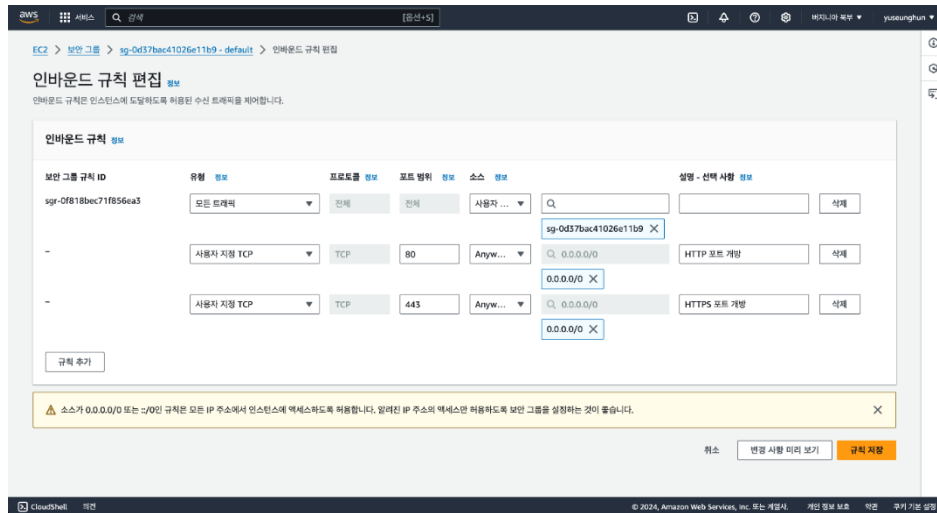 aws 서비스 검색 [옵션+S] 버지니아 북부 yuseunghun
EC2 > 보안 그룹 > sg-0d37bac41026e11b9 - default > 인바운드 규칙 편집
인바운드 규칙 편집 정보
인바운드 규칙은 인스턴스에 도달하도록 허용된 수신 트래픽을 제어합니다.
인바운드 규칙 정보
보안 그룹 규칙 ID 유형 정보 프로토콜 정보 포트 범위 정보 소스 정보 설명 - 선택 사항 정보
sgr-0f818bec71f856ea3 모든 트래픽 전체 전체 사용자 ... 삭제
sg-0d37bac41026e11b9 ×
– 사용자 지정 TCP TCP 80 Anyw... 0.0.0.0/0 HTTP 포트 개방 삭제
0.0.0.0/0 ×
– 사용자 지정 TCP TCP 443 Anyw... 0.0.0.0/0 HTTPS 포트 개방 삭제
0.0.0.0/0 ×
규칙 추가
소스가 0.0.0.0/0 또는 ::/0인 규칙은 모든 IP 주소에서 인스턴스에 액세스하도록 허용합니다. 알려진 IP 주소의 액세스만 허용하도록 보안 그룹을 설정하는 것이 좋습니다.
취소 변경 사항 미리 보기 규칙 저장
CloudShell 의견 © 2024, Amazon Web Services, Inc. 또는 계열사. 개인 정보 보호 약관 쿠키 기본 설정